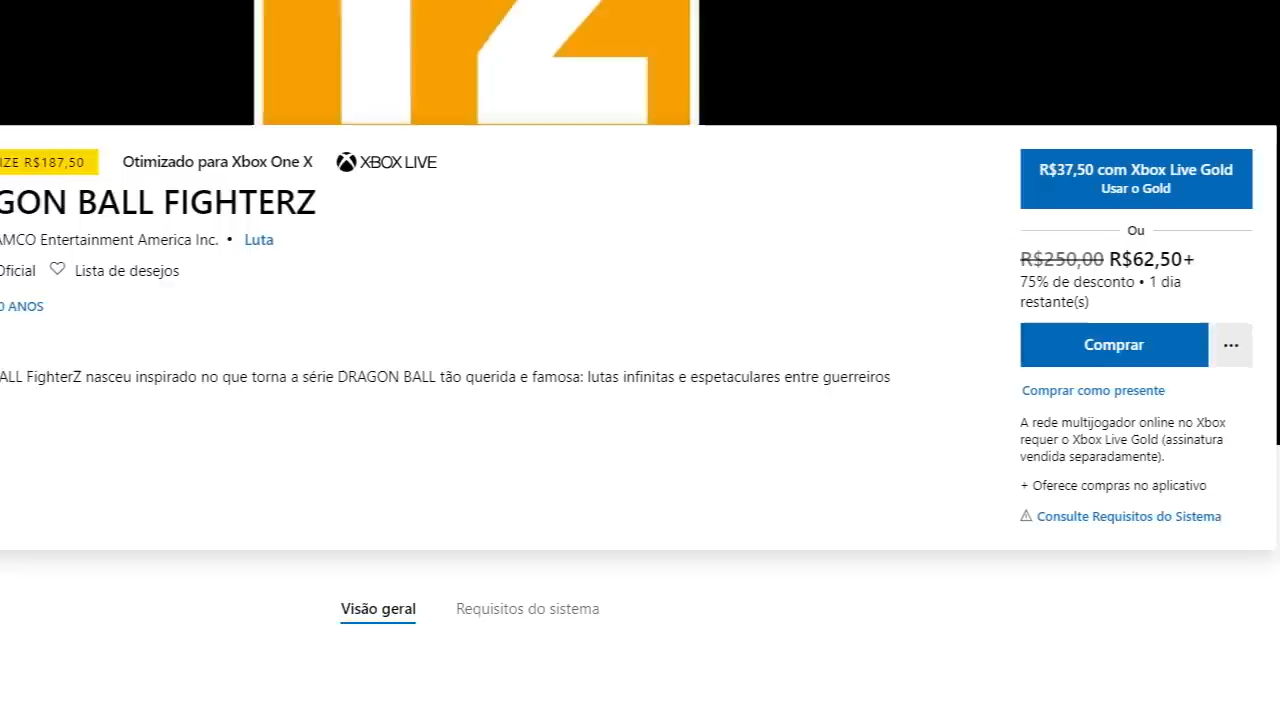 IZE R$187,50
Otimizado para Xbox One X
XBOX LIVE
GON BALL FIGHTERZ
AMCO Entertainment America Inc. • Luta
Oficial
Lista de desejos
0 ANOS
ALL FighterZ nasceu inspirado no que torna a série DRAGON BALL tão querida e famosa: lutas infinitas e espetaculares entre guerreiros
R$37,50 com Xbox Live Gold
Usar o Gold
Ou
R$250,00 R$62,50+
75% de desconto • 1 dia
restante(s)
Comprar
...
Comprar como presente
A rede multijogador online no Xbox
requer o Xbox Live Gold (assinatura
vendida separadamente).
+ Oferece compras no aplicativo
Consulte Requisitos do Sistema
Visão geral
Requisitos do sistema